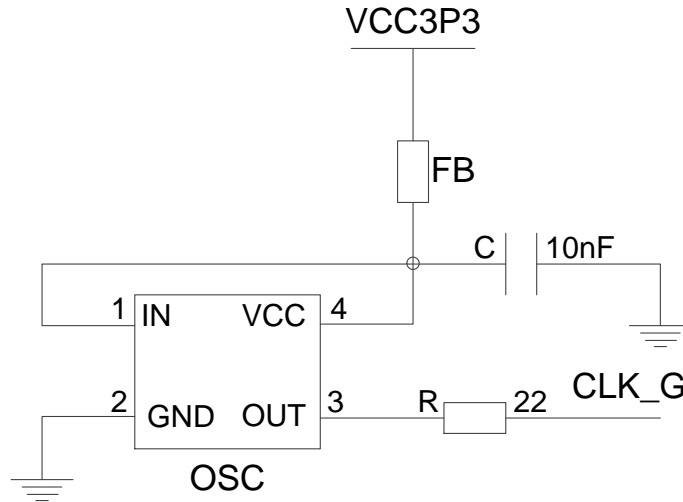 VCC3P3
FB
C 10nF
1 IN VCC 4
2 GND OUT 3 R 22 CLK_G
OSC